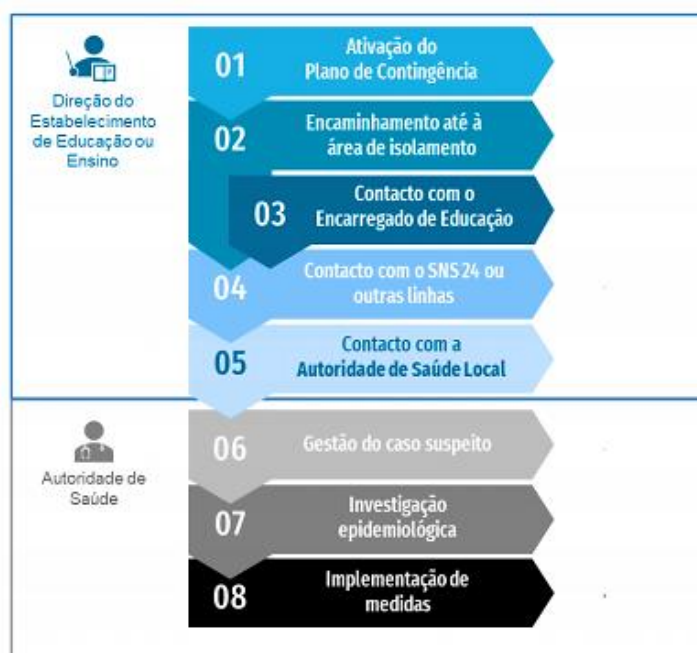 Direção do
Estabelecimento
de Educação ou
Ensino
01
Ativação do
Plano de Contingência
02
Encaminhamento até à
área de isolamento
03
Contacto com o
Encarregado de Educação
04
Contacto com o SNS 24 ou
outras linhas
05
Contacto com a
Autoridade de Saúde Local
Autoridade de
Saúde
06
Gestão do caso suspeito
07
Investigação
epidemiológica
08
Implementação de
medidas